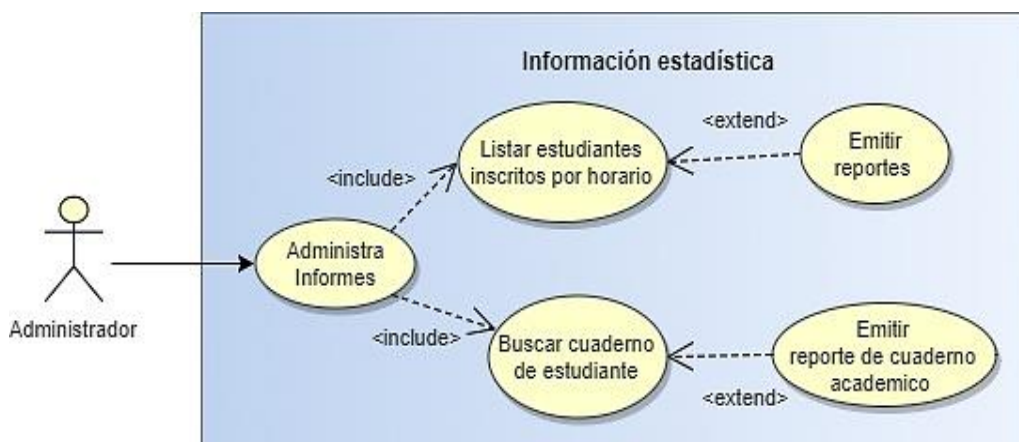 Información estadística
<extend>
Listar estudiantes
inscritos por horario
Emitir
reportes
<include>
Administra
Informes
Administrador
<include>
Buscar cuaderno
de estudiante
Emitir
reporte de cuaderno
academico
<extend>